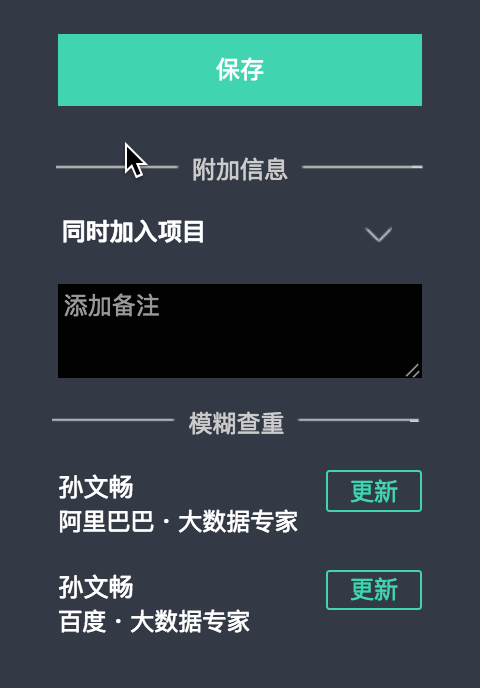 保存
附加信息
同时加入项目
添加备注
模糊查重
孙文畅
更新
阿里巴巴·大数据专家
孙文畅
更新
百度·大数据专家